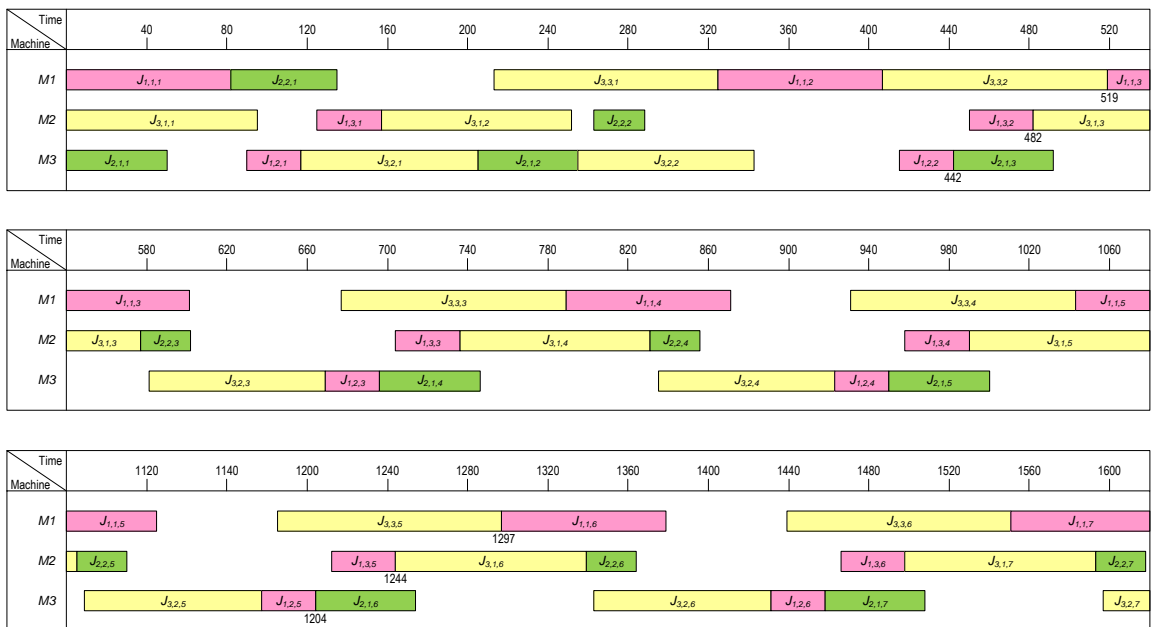 Time
Machine
40 80 120 160 200 240 280 320 360 400 440 480 520
M1 J1,1,1 J2,2,1 J3,3,1 J1,1,2 J3,3,2 J1,1,3
519
M2 J3,1,1 J1,3,1 J3,1,2 J2,2,2 J1,3,2 J3,1,3
482
M3 J2,1,1 J1,2,1 J3,2,1 J2,1,2 J3,2,2 J1,2,2 J2,1,3
442
Time
Machine
580 620 660 700 740 780 820 860 900 940 980 1020 1060
M1 J1,1,3 J3,3,3 J1,1,4 J3,3,4 J1,1,5
M2 J3,1,3 J2,2,3 J1,3,3 J3,1,4 J2,2,4 J1,3,4 J3,1,5
M3 J3,2,3 J1,2,3 J2,1,4 J3,2,4 J1,2,4 J2,1,5
Time
Machine
1120 1140 1200 1240 1280 1320 1360 1400 1440 1480 1520 1560 1600
M1 J1,1,5 J3,3,5 J1,1,6 J3,3,6 J1,1,7
1297
M2 J2,2,5 J1,3,5 J3,1,6 J2,2,6 J1,3,6 J3,1,7 J2,2,7
1244
M3 J3,2,5 J1,2,5 J2,1,6 J3,2,6 J1,2,6 J2,1,7 J3,2,7
1204